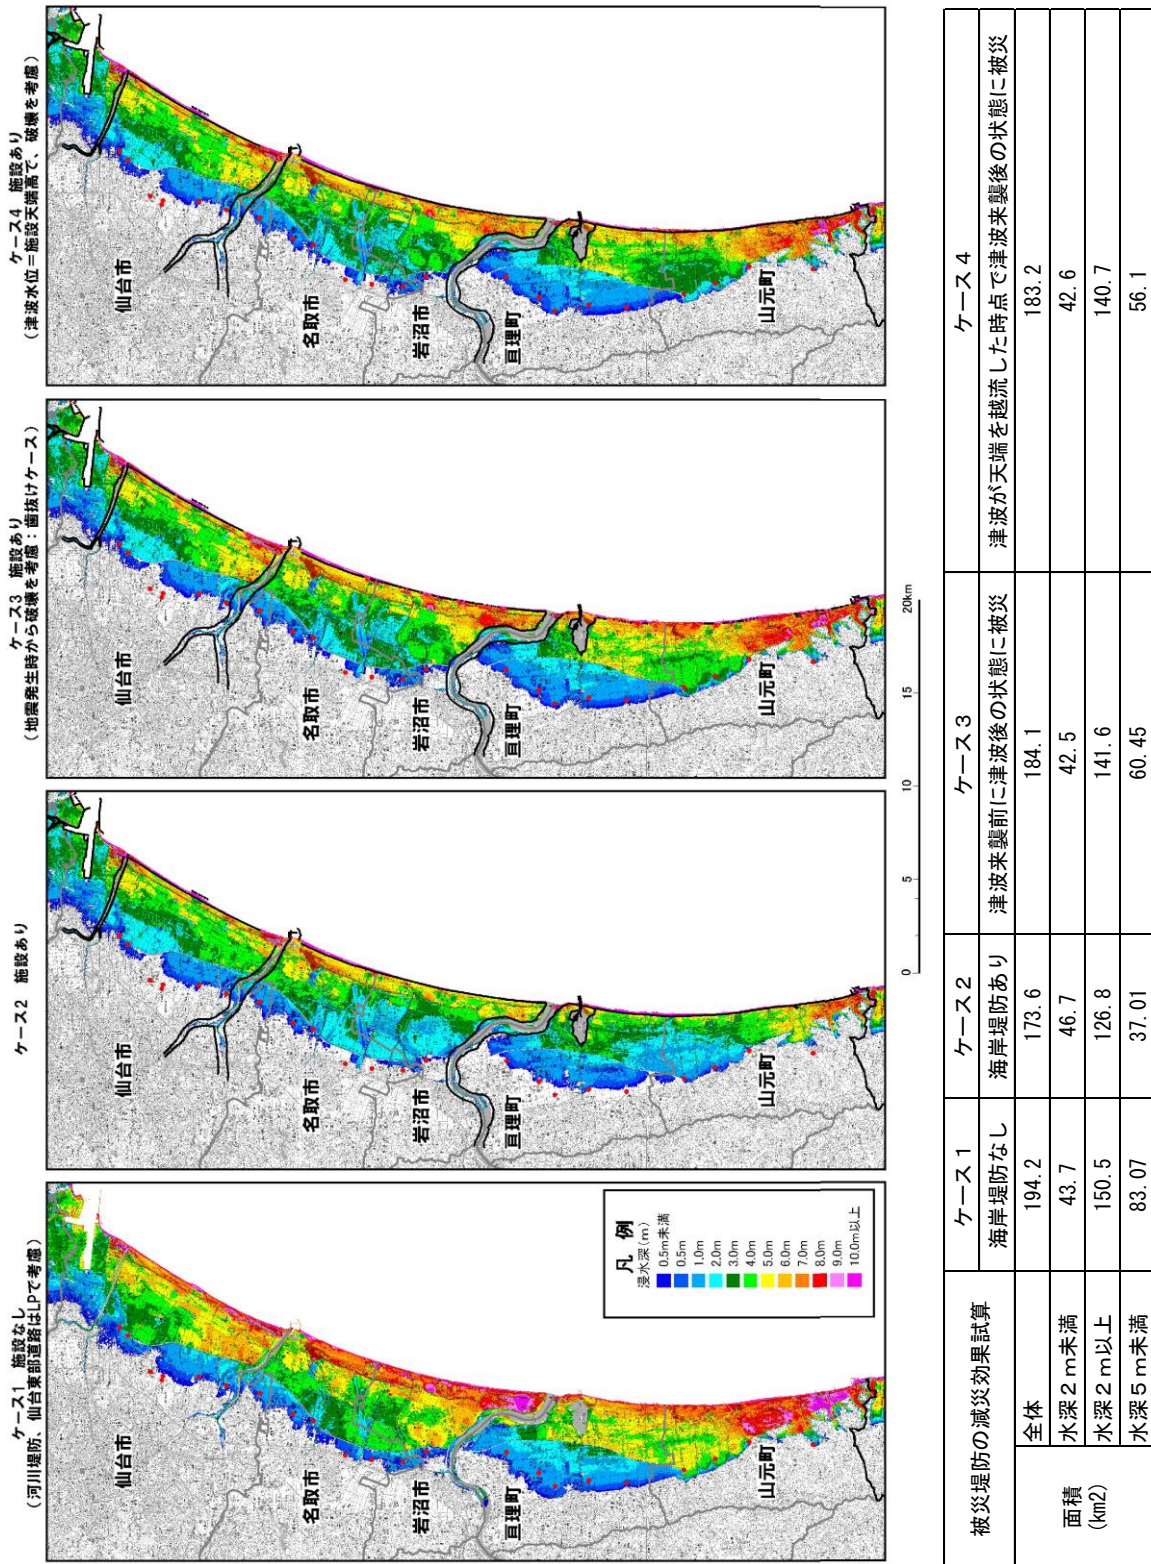 ケース1　施設なし
(河川堤防、仙台東部道路はLPで考慮)
仙台市
名取市
岩沼市
亘理町
山元町
凡 例
浸水深(m)
0.5m未満
0.5m
1.0m
2.0m
3.0m
4.0m
5.0m
6.0m
7.0m
8.0m
9.0m
10.0m以上
ケース2　施設あり
仙台市
名取市
岩沼市
亘理町
山元町
ケース3　施設あり
(地震発生時から破壊を考慮:歯抜けケース)
仙台市
名取市
岩沼市
亘理町
山元町
ケース4　施設あり
(津波水位=施設天端高で、破壊を考慮)
仙台市
名取市
岩沼市
亘理町
山元町
0 5 10 15 20km
被災堤防の減災効果試算 ケース1 ケース2 ケース3 ケース4
海岸堤防なし 海岸堤防あり 津波来襲前に津波後の状態に被災 津波が天端を越流した時点で津波来襲後の状態に被災
面積
(km2)
全体 194.2 173.6 184.1 183.2
水深2m未満 43.7 46.7 42.5 42.6
水深2m以上 150.5 126.8 141.6 140.7
水深5m未満 83.07 37.01 60.45 56.1